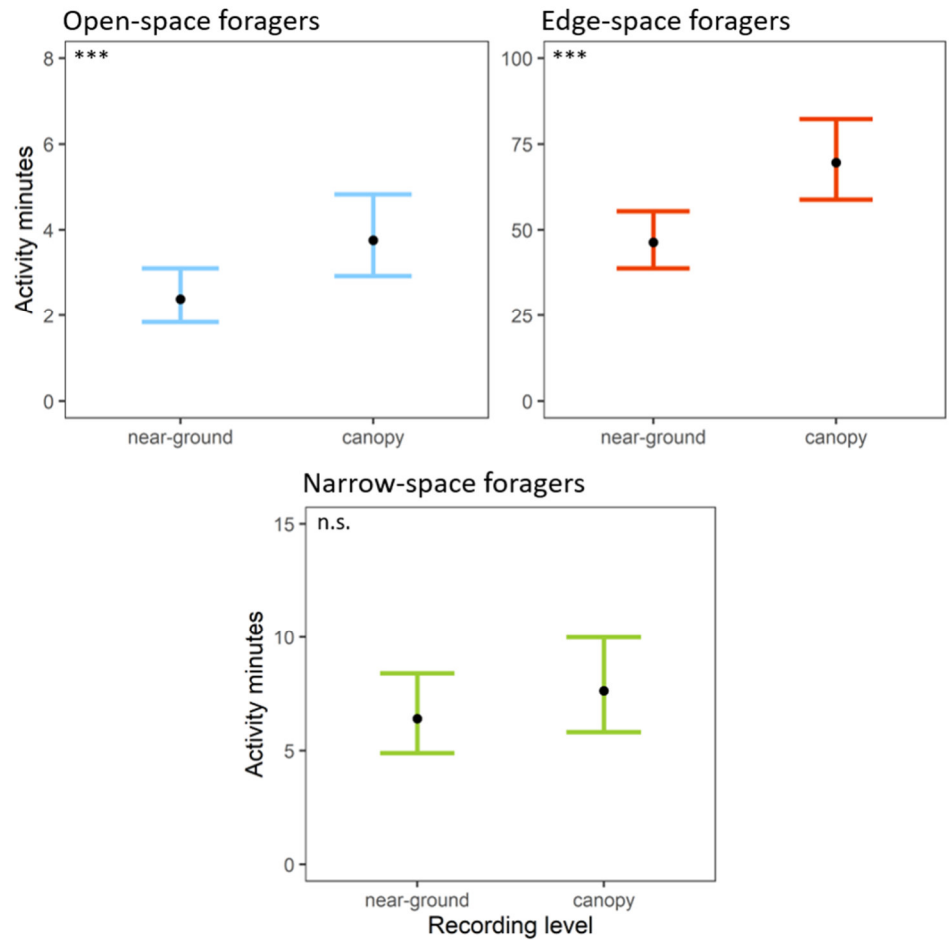 Open-space foragers
***
8
6
4
2
0
Activity minutes
near-ground canopy
Edge-space foragers
***
100
75
50
25
0
near-ground canopy
Narrow-space foragers
n.s.
15
10
5
0
Activity minutes
near-ground canopy
Recording level